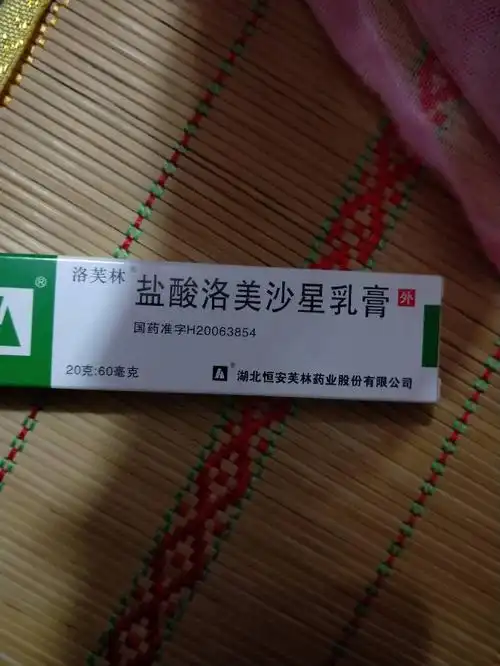 洛芙林®
盐酸洛美沙星乳膏 外
国药准字H20063854
20克:60毫克
湖北恒安芙林药业股份有限公司